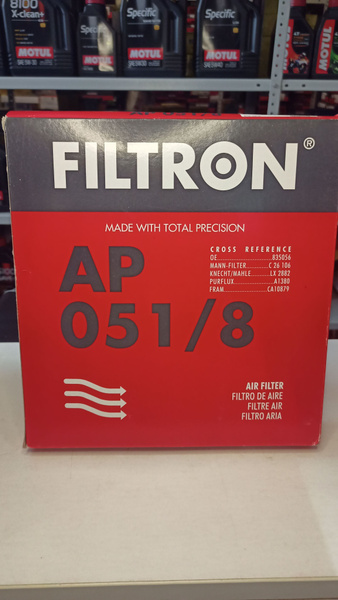 8100
X-clean+
MOTUL
Specific
MOTUL
Specific
MOTUL
MOTUL
FILTRON®
MADE WITH TOTAL PRECISION
AP
051/8
CROSS REFERENCE
OE 835056
MANN-FILTER C 26 106
KNECHT/MAHLE LX 2882
PURFLUX A1380
FRAM CA10879
AIR FILTER
FILTRO DE AIRE
FILTRE AIR
FILTRO ARIA